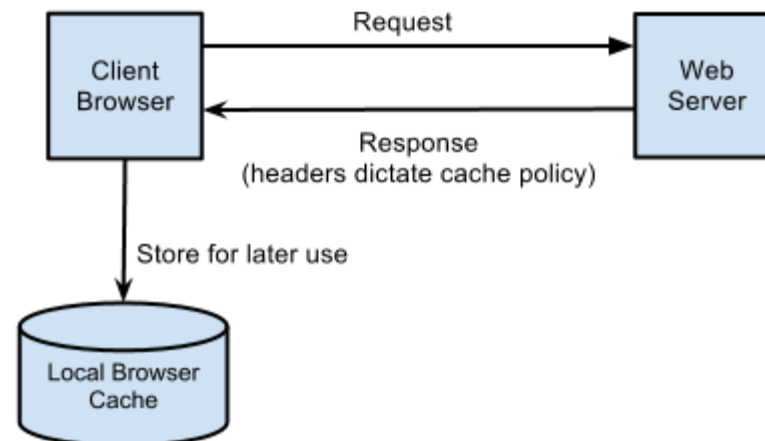 Request
Client
Browser
Web
Server
Response
(headers dictate cache policy)
Store for later use
Local Browser
Cache